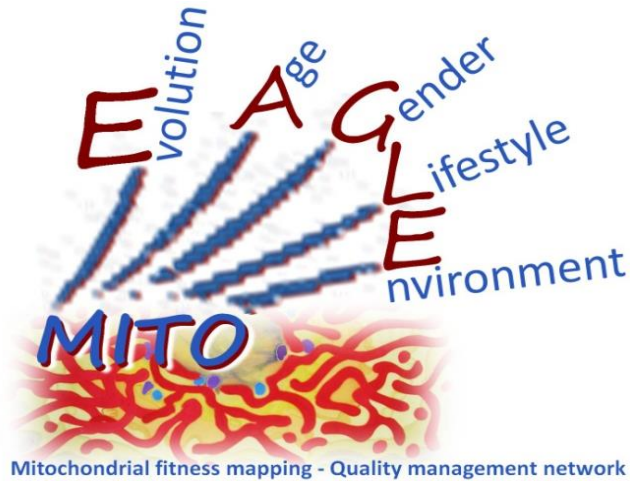 Evolution
Age
Gender
Lifestyle
Environment
MITO
Mitochondrial fitness mapping - Quality management network